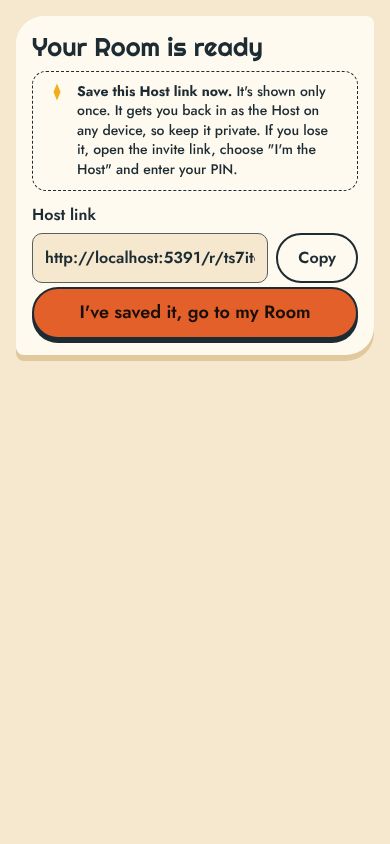 Your Room is ready
Save this Host link now. It's shown only
once. It gets you back in as the Host on
any device, so keep it private. If you lose
it, open the invite link, choose "I'm the
Host" and enter your PIN.
Host link
http://localhost:5391/r/ts7it
Copy
I've saved it, go to my Room